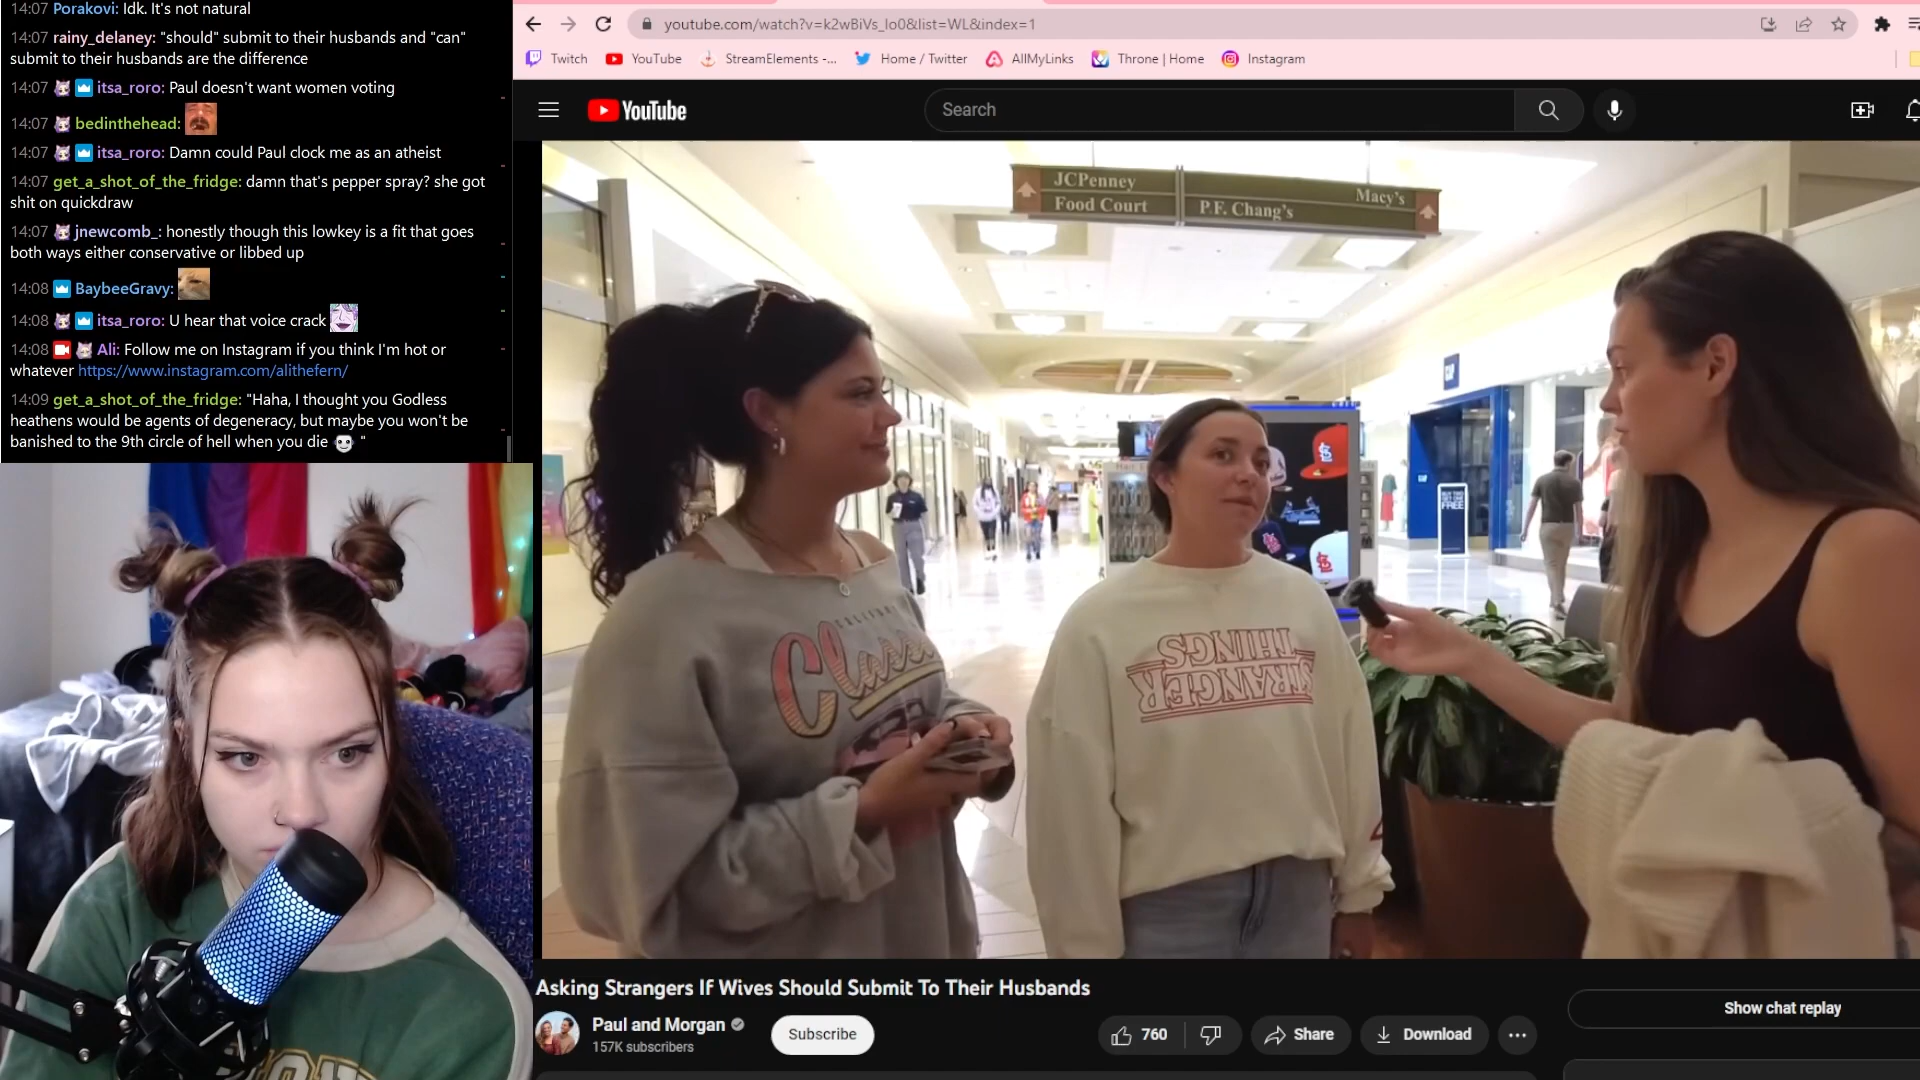 14:07 Porakovi: Idk. It's not natural
14:07 rainy_delaney: "should" submit to their husbands and "can"
submit to their husbands are the difference
14:07 itsa_roro: Paul doesn't want women voting
14:07 bedinthehead:
14:07 itsa_roro: Damn could Paul clock me as an atheist
14:07 get_a_shot_of_the_fridge: damn that's pepper spray? she got
shit on quickdraw
14:07 jnewcomb_: honestly though this lowkey is a fit that goes
both ways either conservative or libbed up
14:08 BaybeeGravy:
14:08 itsa_roro: U hear that voice crack
14:08 Ali: Follow me on Instagram if you think I'm hot or
whatever https://www.instagram.com/alithefern/
14:09 get_a_shot_of_the_fridge: "Haha, I thought you Godless
heathens would be agents of degeneracy, but maybe you won't be
banished to the 9th circle of hell when you die "
youtube.com/watch?v=k2wBiVs_lo0&list=WL&index=1
Twitch YouTube StreamElements -... Home / Twitter AllMyLinks Throne | Home Instagram
YouTube
Search
JCPenney
Food Court
P.F. Chang's
Macy's
GAP
BUY TWO
GET ONE
FREE
CALIFORNIA
Classic
STRANGER
THINGS
Asking Strangers If Wives Should Submit To Their Husbands
Paul and Morgan
157K subscribers
Subscribe
760
Share
Download
Show chat replay